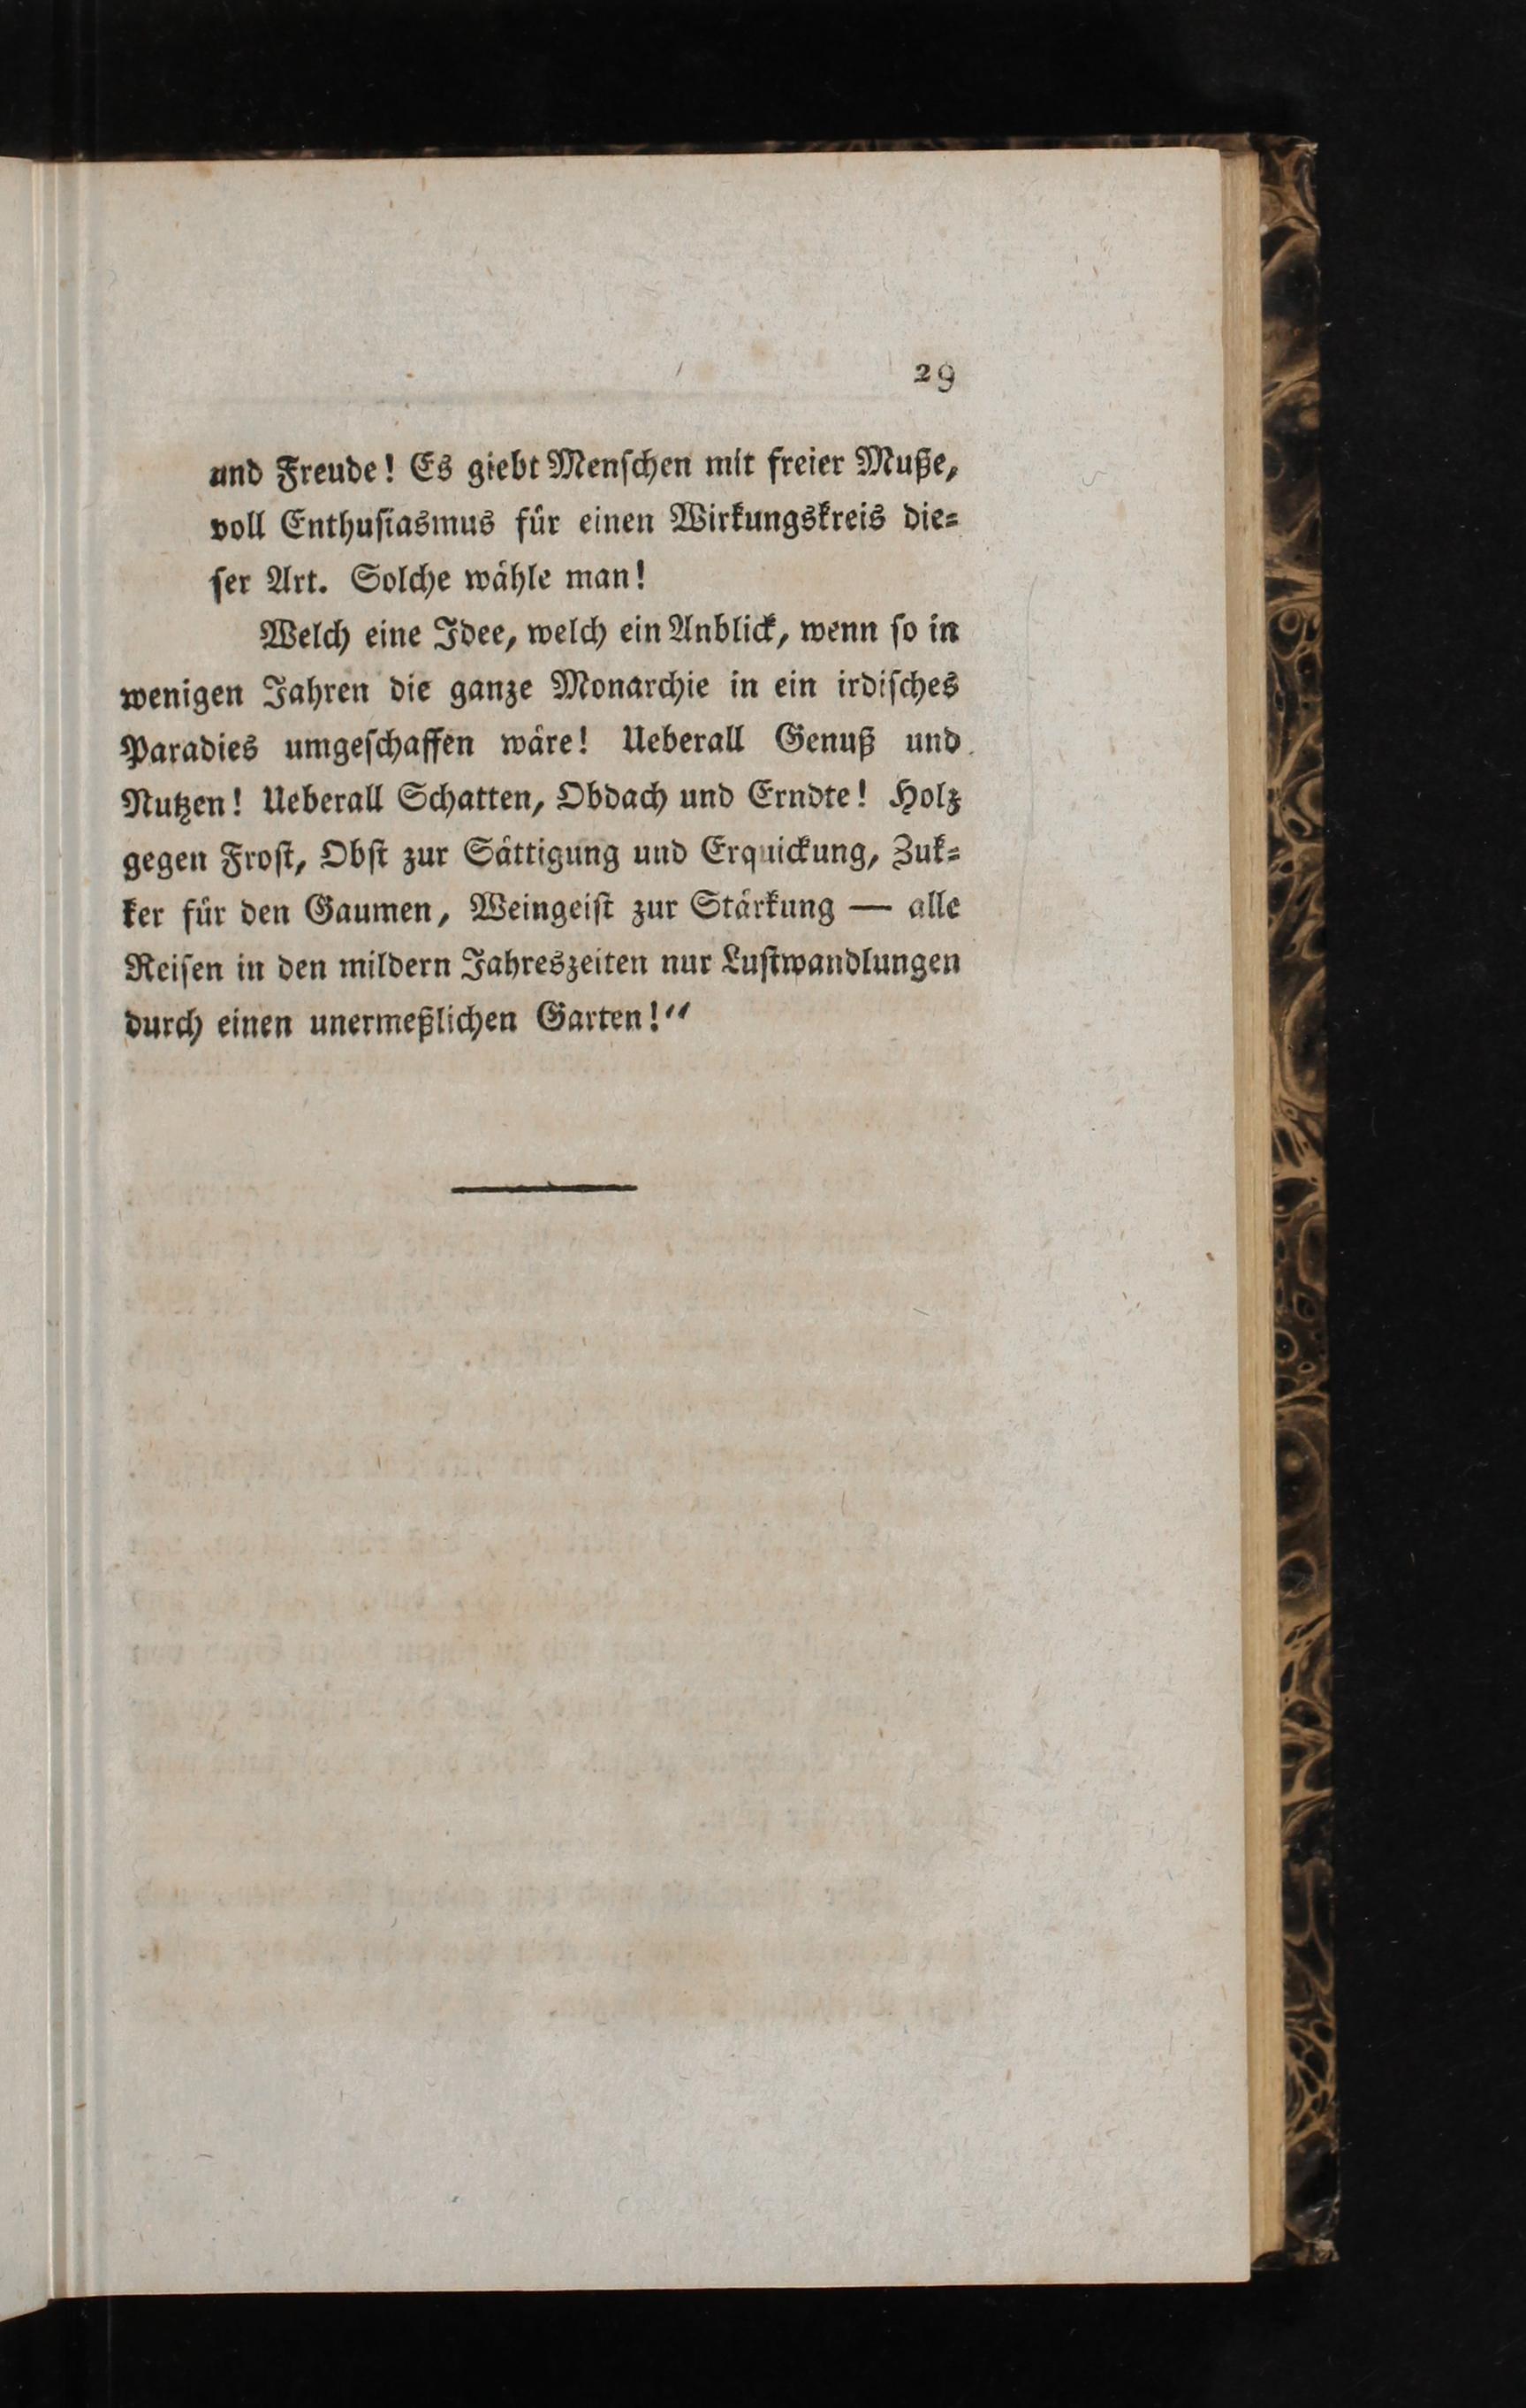 29
und Freude! Es giebt Menſchen mit freier Muße,
voll Enthuſiasmus für einen Wirkungskreis die⸗
ſer Art. Solche wähle man!
Welch eine Idee, welch ein Anblick, wenn ſo in
wenigen Jahren die ganze Monarchie in ein irdiſches
Paradies umgeſchaffen wäre! Ueberall Genuß und
Nutzen! Ueberall Schatten, Obdach und Erndte! Holz
gegen Froſt, Obſt zur Sättigung und Erquickung, Zuk⸗
ker für den Gaumen, Weingeiſt zur Stärkung — alle
Reiſen in den mildern Jahreszeiten nur Luſtwandlungen
durch einen unermeßlichen Garten!“